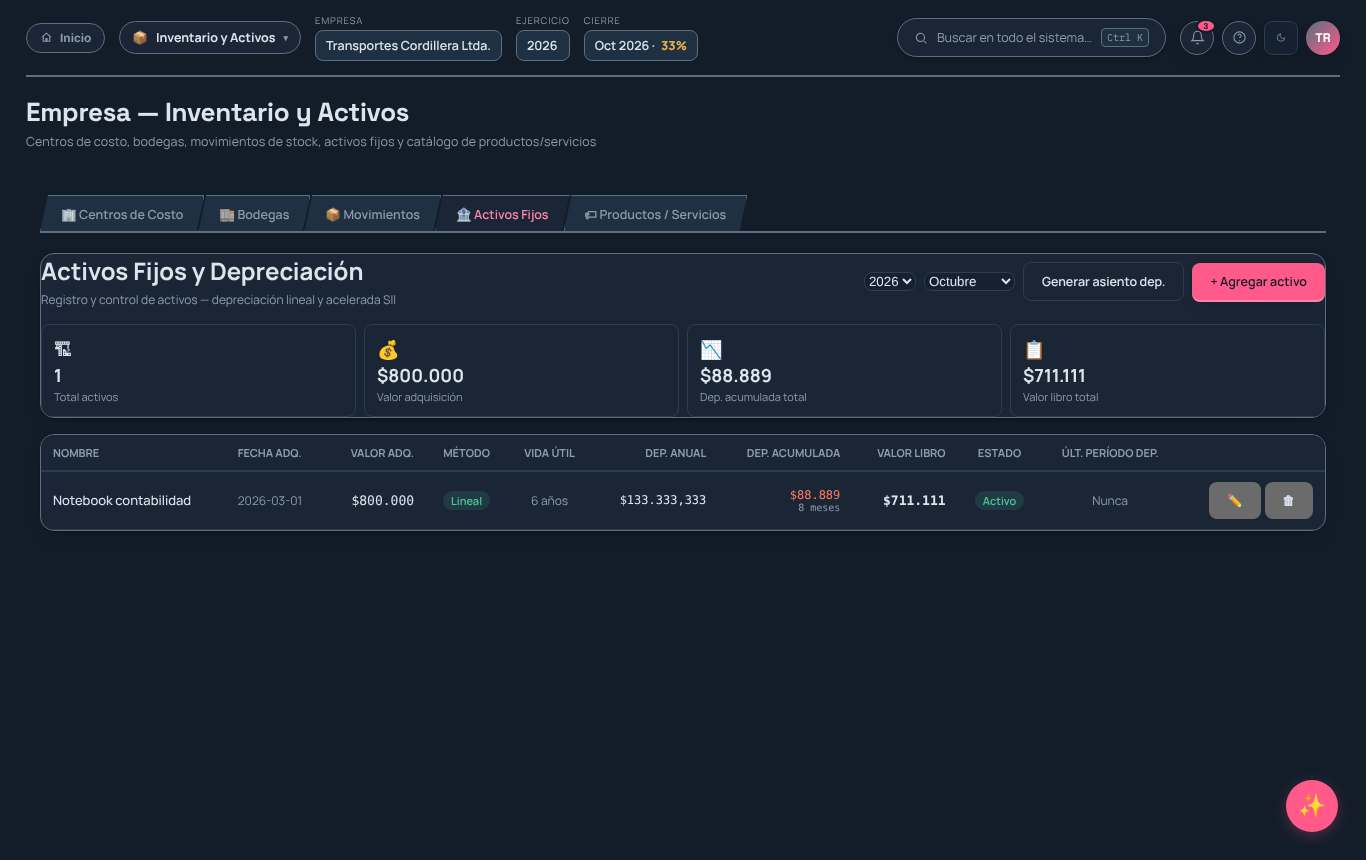 Inicio
Inventario y Activos
EMPRESA
Transportes Cordillera Ltda.
EJERCICIO
2026
CIERRE
Oct 2026 · 33%
Buscar en todo el sistema... Ctrl K
3
TR
Empresa — Inventario y Activos
Centros de costo, bodegas, movimientos de stock, activos fijos y catálogo de productos/servicios
Centros de Costo
Bodegas
Movimientos
Activos Fijos
Productos / Servicios
Activos Fijos y Depreciación
Registro y control de activos — depreciación lineal y acelerada SII
2026
Octubre
Generar asiento dep.
+ Agregar activo
1
Total activos
$800.000
Valor adquisición
$88.889
Dep. acumulada total
$711.111
Valor libro total
NOMBRE FECHA ADQ. VALOR ADQ. MÉTODO VIDA ÚTIL DEP. ANUAL DEP. ACUMULADA VALOR LIBRO ESTADO ÚLT. PERÍODO DEP.
Notebook contabilidad 2026-03-01 $800.000 Lineal 6 años $133.333,333 $88.889 $711.111 Activo Nunca
8 meses